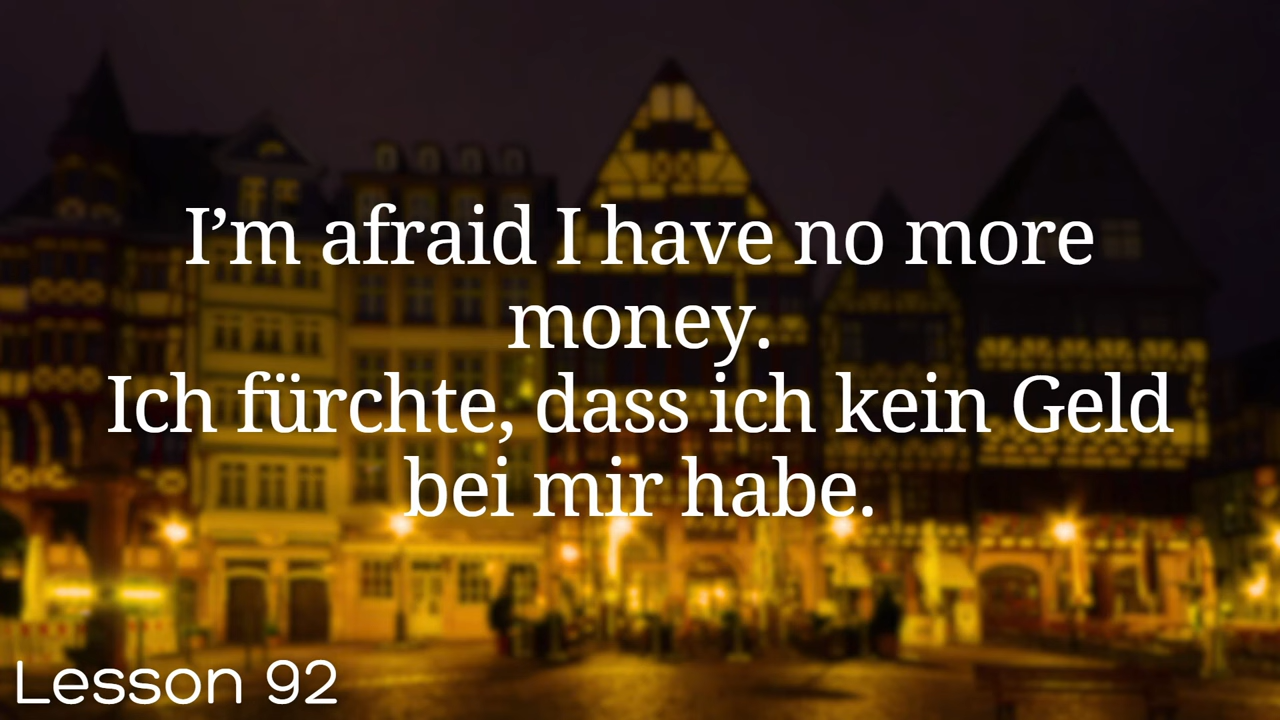 I’m afraid I have no more
money.
Ich fürchte, dass ich kein Geld
bei mir habe.
Lesson 92